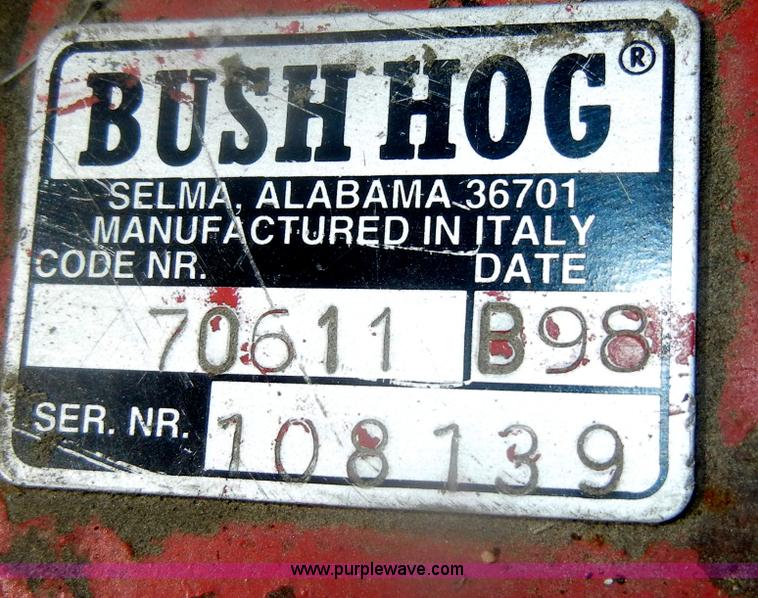 BUSH HOG®
SELMA, ALABAMA 36701
MANUFACTURED IN ITALY
CODE NR. DATE
70611 B98
SER. NR. 108139
www.purplewave.com